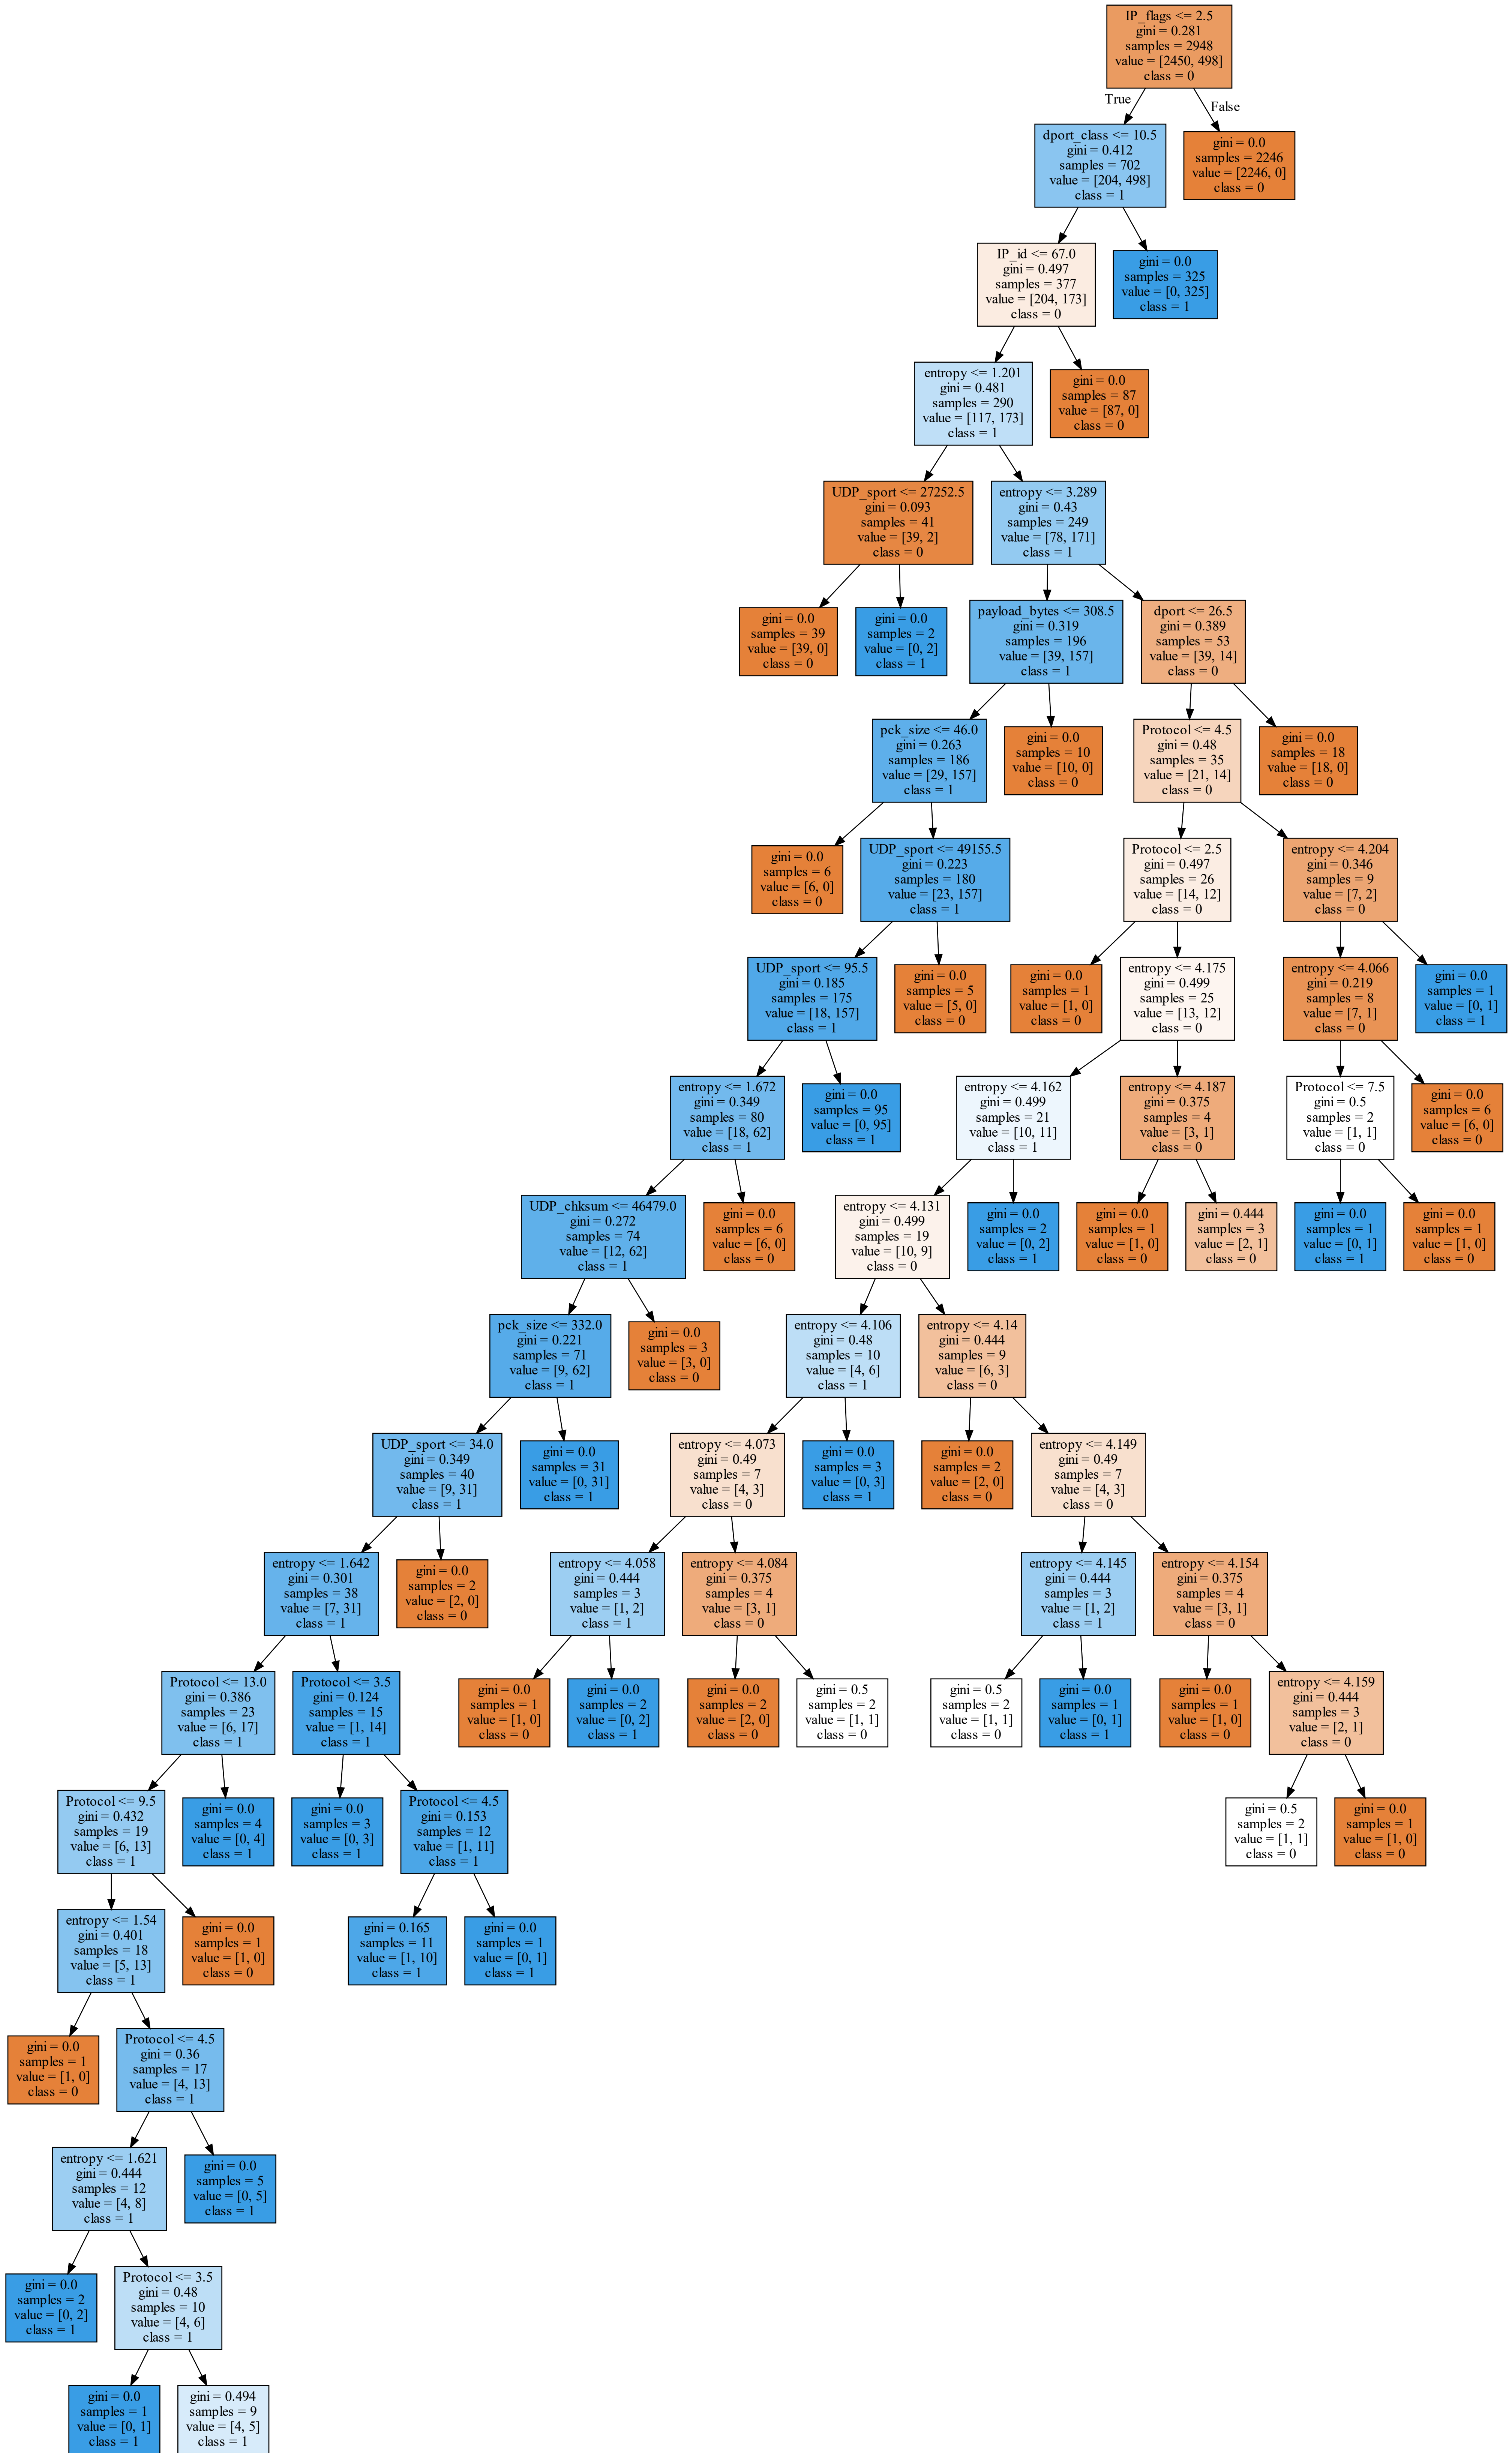 IP_flags <= 2.5
gini = 0.281
samples = 2948
value = [2450, 498]
class = 0
True
False
dport_class <= 10.5
gini = 0.412
samples = 702
value = [204, 498]
class = 1
gini = 0.0
samples = 2246
value = [2246, 0]
class = 0
IP_id <= 67.0
gini = 0.497
samples = 377
value = [204, 173]
class = 0
gini = 0.0
samples = 325
value = [0, 325]
class = 1
entropy <= 1.201
gini = 0.481
samples = 290
value = [117, 173]
class = 1
gini = 0.0
samples = 87
value = [87, 0]
class = 0
UDP_sport <= 27252.5
gini = 0.093
samples = 41
value = [39, 2]
class = 0
entropy <= 3.289
gini = 0.43
samples = 249
value = [78, 171]
class = 1
gini = 0.0
samples = 39
value = [39, 0]
class = 0
gini = 0.0
samples = 2
value = [0, 2]
class = 1
payload_bytes <= 308.5
gini = 0.319
samples = 196
value = [39, 157]
class = 1
dport <= 26.5
gini = 0.389
samples = 53
value = [39, 14]
class = 0
pck_size <= 46.0
gini = 0.263
samples = 186
value = [29, 157]
class = 1
gini = 0.0
samples = 10
value = [10, 0]
class = 0
Protocol <= 4.5
gini = 0.48
samples = 35
value = [21, 14]
class = 0
gini = 0.0
samples = 18
value = [18, 0]
class = 0
gini = 0.0
samples = 6
value = [6, 0]
class = 0
UDP_sport <= 49155.5
gini = 0.223
samples = 180
value = [23, 157]
class = 1
Protocol <= 2.5
gini = 0.497
samples = 26
value = [14, 12]
class = 0
entropy <= 4.204
gini = 0.346
samples = 9
value = [7, 2]
class = 0
UDP_sport <= 95.5
gini = 0.185
samples = 175
value = [18, 157]
class = 1
gini = 0.0
samples = 5
value = [5, 0]
class = 0
gini = 0.0
samples = 1
value = [1, 0]
class = 0
entropy <= 4.175
gini = 0.499
samples = 25
value = [13, 12]
class = 0
entropy <= 4.066
gini = 0.219
samples = 8
value = [7, 1]
class = 0
gini = 0.0
samples = 1
value = [0, 1]
class = 1
entropy <= 1.672
gini = 0.349
samples = 80
value = [18, 62]
class = 1
gini = 0.0
samples = 95
value = [0, 95]
class = 1
entropy <= 4.162
gini = 0.499
samples = 21
value = [10, 11]
class = 1
entropy <= 4.187
gini = 0.375
samples = 4
value = [3, 1]
class = 0
Protocol <= 7.5
gini = 0.5
samples = 2
value = [1, 1]
class = 0
gini = 0.0
samples = 6
value = [6, 0]
class = 0
UDP_chksum <= 46479.0
gini = 0.272
samples = 74
value = [12, 62]
class = 1
gini = 0.0
samples = 6
value = [6, 0]
class = 0
entropy <= 4.131
gini = 0.499
samples = 19
value = [10, 9]
class = 0
gini = 0.0
samples = 2
value = [0, 2]
class = 1
gini = 0.0
samples = 1
value = [1, 0]
class = 0
gini = 0.444
samples = 3
value = [2, 1]
class = 0
gini = 0.0
samples = 1
value = [0, 1]
class = 1
gini = 0.0
samples = 1
value = [1, 0]
class = 0
pck_size <= 332.0
gini = 0.221
samples = 71
value = [9, 62]
class = 1
gini = 0.0
samples = 3
value = [3, 0]
class = 0
entropy <= 4.106
gini = 0.48
samples = 10
value = [4, 6]
class = 1
entropy <= 4.14
gini = 0.444
samples = 9
value = [6, 3]
class = 0
UDP_sport <= 34.0
gini = 0.349
samples = 40
value = [9, 31]
class = 1
gini = 0.0
samples = 31
value = [0, 31]
class = 1
entropy <= 4.073
gini = 0.49
samples = 7
value = [4, 3]
class = 0
gini = 0.0
samples = 3
value = [0, 3]
class = 1
gini = 0.0
samples = 2
value = [2, 0]
class = 0
entropy <= 4.149
gini = 0.49
samples = 7
value = [4, 3]
class = 0
entropy <= 1.642
gini = 0.301
samples = 38
value = [7, 31]
class = 1
gini = 0.0
samples = 2
value = [2, 0]
class = 0
entropy <= 4.058
gini = 0.444
samples = 3
value = [1, 2]
class = 1
entropy <= 4.084
gini = 0.375
samples = 4
value = [3, 1]
class = 0
entropy <= 4.145
gini = 0.444
samples = 3
value = [1, 2]
class = 1
entropy <= 4.154
gini = 0.375
samples = 4
value = [3, 1]
class = 0
Protocol <= 13.0
gini = 0.386
samples = 23
value = [6, 17]
class = 1
Protocol <= 3.5
gini = 0.124
samples = 15
value = [1, 14]
class = 1
gini = 0.0
samples = 1
value = [1, 0]
class = 0
gini = 0.0
samples = 2
value = [0, 2]
class = 1
gini = 0.0
samples = 2
value = [2, 0]
class = 0
gini = 0.5
samples = 2
value = [1, 1]
class = 0
gini = 0.5
samples = 2
value = [1, 1]
class = 0
gini = 0.0
samples = 1
value = [0, 1]
class = 1
gini = 0.0
samples = 1
value = [1, 0]
class = 0
entropy <= 4.159
gini = 0.444
samples = 3
value = [2, 1]
class = 0
Protocol <= 9.5
gini = 0.432
samples = 19
value = [6, 13]
class = 1
gini = 0.0
samples = 4
value = [0, 4]
class = 1
gini = 0.0
samples = 3
value = [0, 3]
class = 1
Protocol <= 4.5
gini = 0.153
samples = 12
value = [1, 11]
class = 1
gini = 0.5
samples = 2
value = [1, 1]
class = 0
gini = 0.0
samples = 1
value = [1, 0]
class = 0
entropy <= 1.54
gini = 0.401
samples = 18
value = [5, 13]
class = 1
gini = 0.0
samples = 1
value = [1, 0]
class = 0
gini = 0.165
samples = 11
value = [1, 10]
class = 1
gini = 0.0
samples = 1
value = [0, 1]
class = 1
gini = 0.0
samples = 1
value = [1, 0]
class = 0
Protocol <= 4.5
gini = 0.36
samples = 17
value = [4, 13]
class = 1
entropy <= 1.621
gini = 0.444
samples = 12
value = [4, 8]
class = 1
gini = 0.0
samples = 5
value = [0, 5]
class = 1
gini = 0.0
samples = 2
value = [0, 2]
class = 1
Protocol <= 3.5
gini = 0.48
samples = 10
value = [4, 6]
class = 1
gini = 0.0
samples = 1
value = [0, 1]
class = 1
gini = 0.494
samples = 9
value = [4, 5]
class = 1